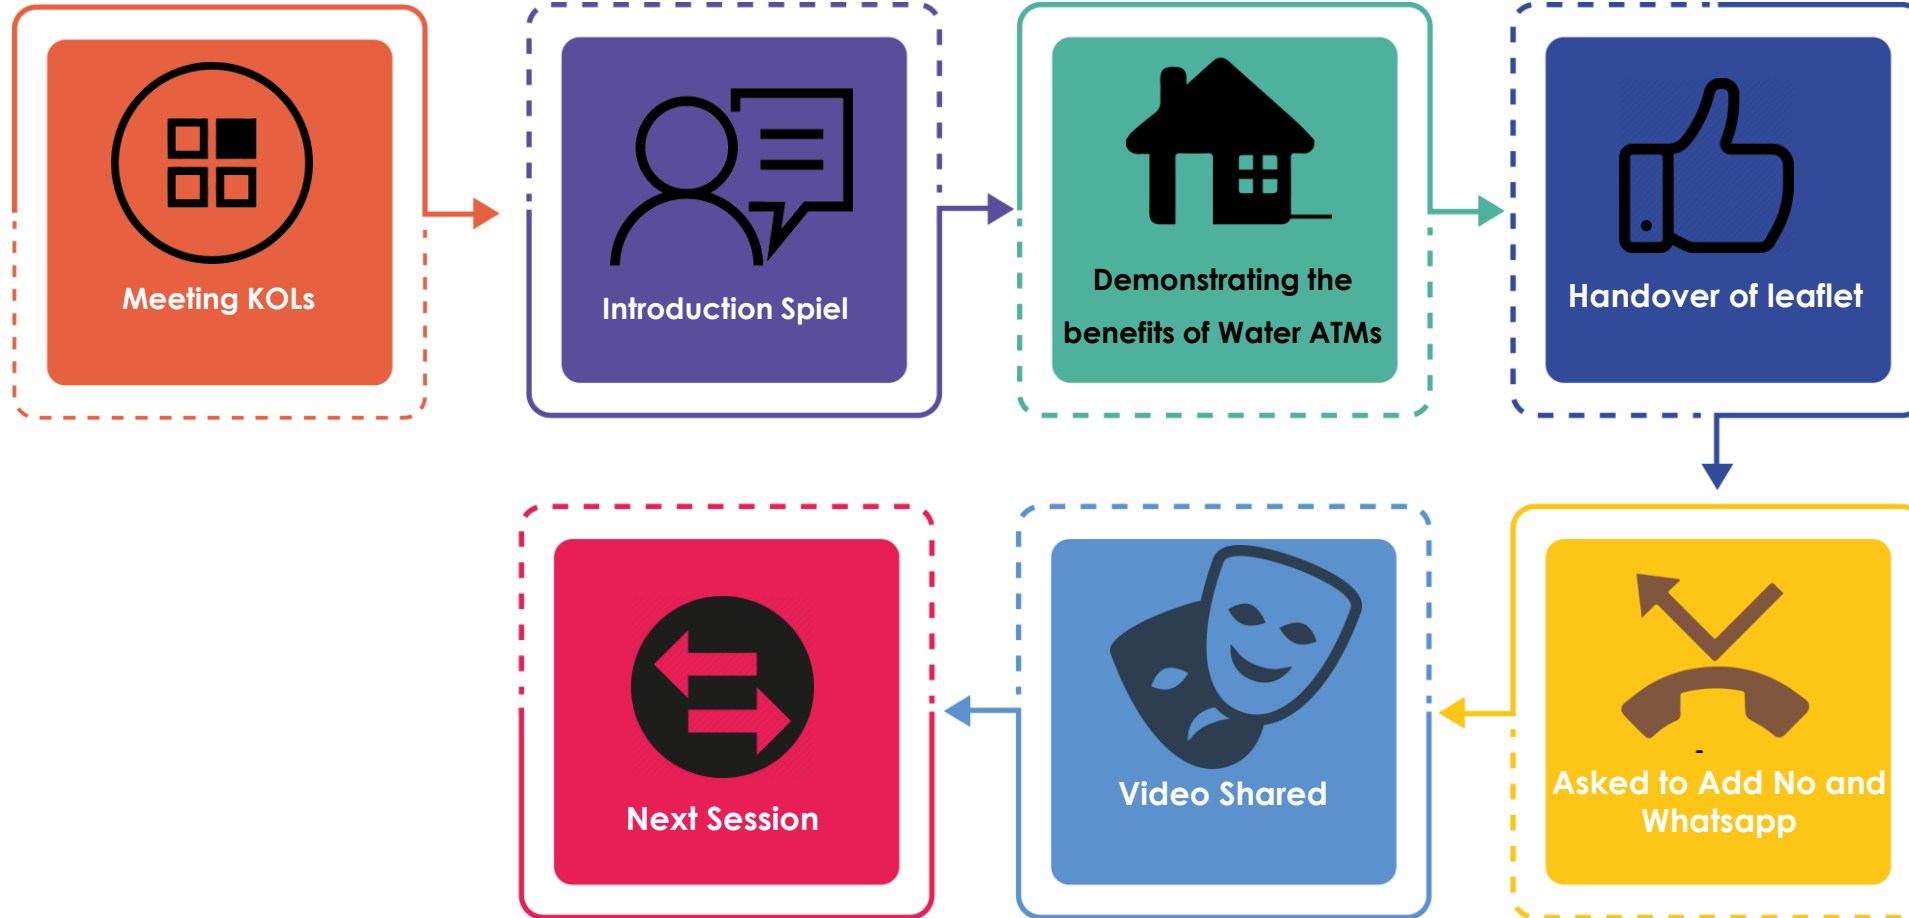 Meeting KOLs
Introduction Spiel
Demonstrating the
benefits of Water ATMs
Handover of leaflet
-
Asked to Add No and
Whatsapp
Video Shared
Next Session